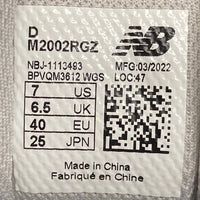 D
M2002RGZ
NBJ-1113493 MFG:03/2022
BPVQM3612 WGS LOC:47
7 US
6.5 UK
40 EU
25 JPN
Made in China
Fabriqué en Chine